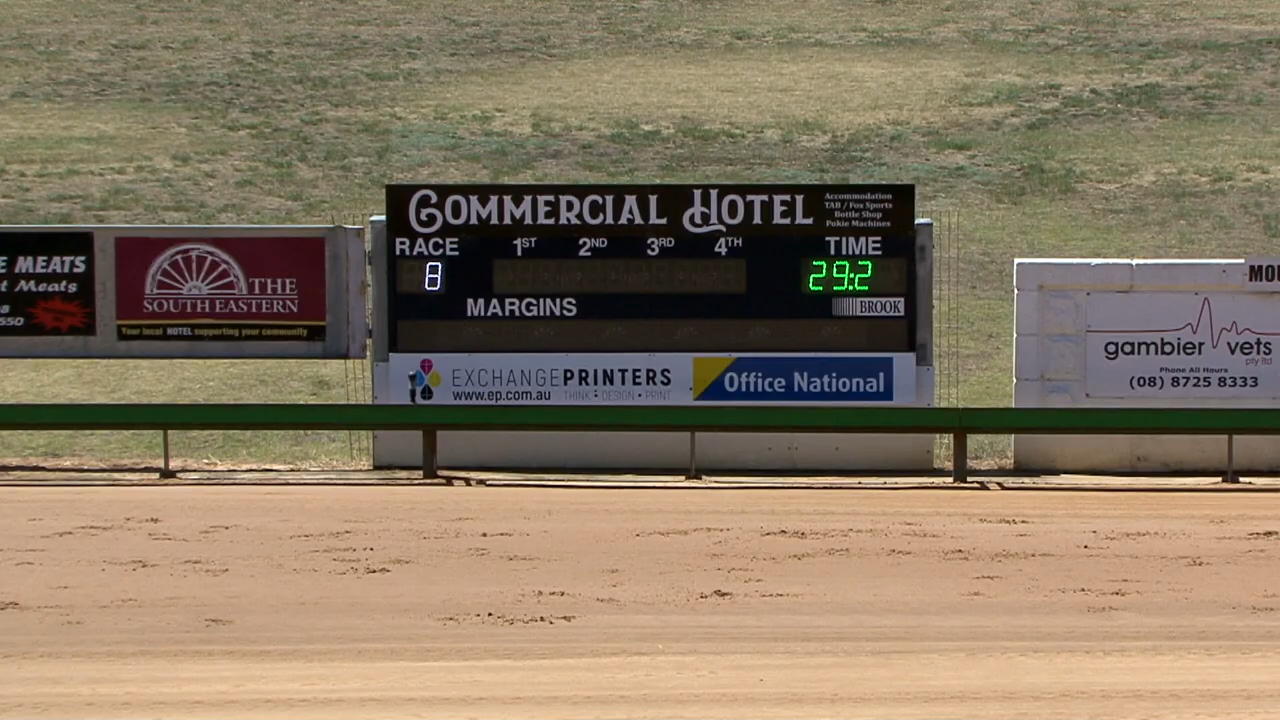 COMMERCIAL HOTEL
Accommodation
TAB / Fox Sports
Bottle Shop
Pokie Machines
RACE 1ST 2ND 3RD 4TH TIME
8 29:2
MARGINS
BROOK
EXCHANGEPRINTERS
www.ep.com.au THINK : DESIGN • PRINT
Office National
E MEATS
t Meats
8
550
THE
SOUTH EASTERN
Your local HOTEL supporting your community
MO
gambier vets
pty ltd
Phone All Hours
(08) 8725 8333